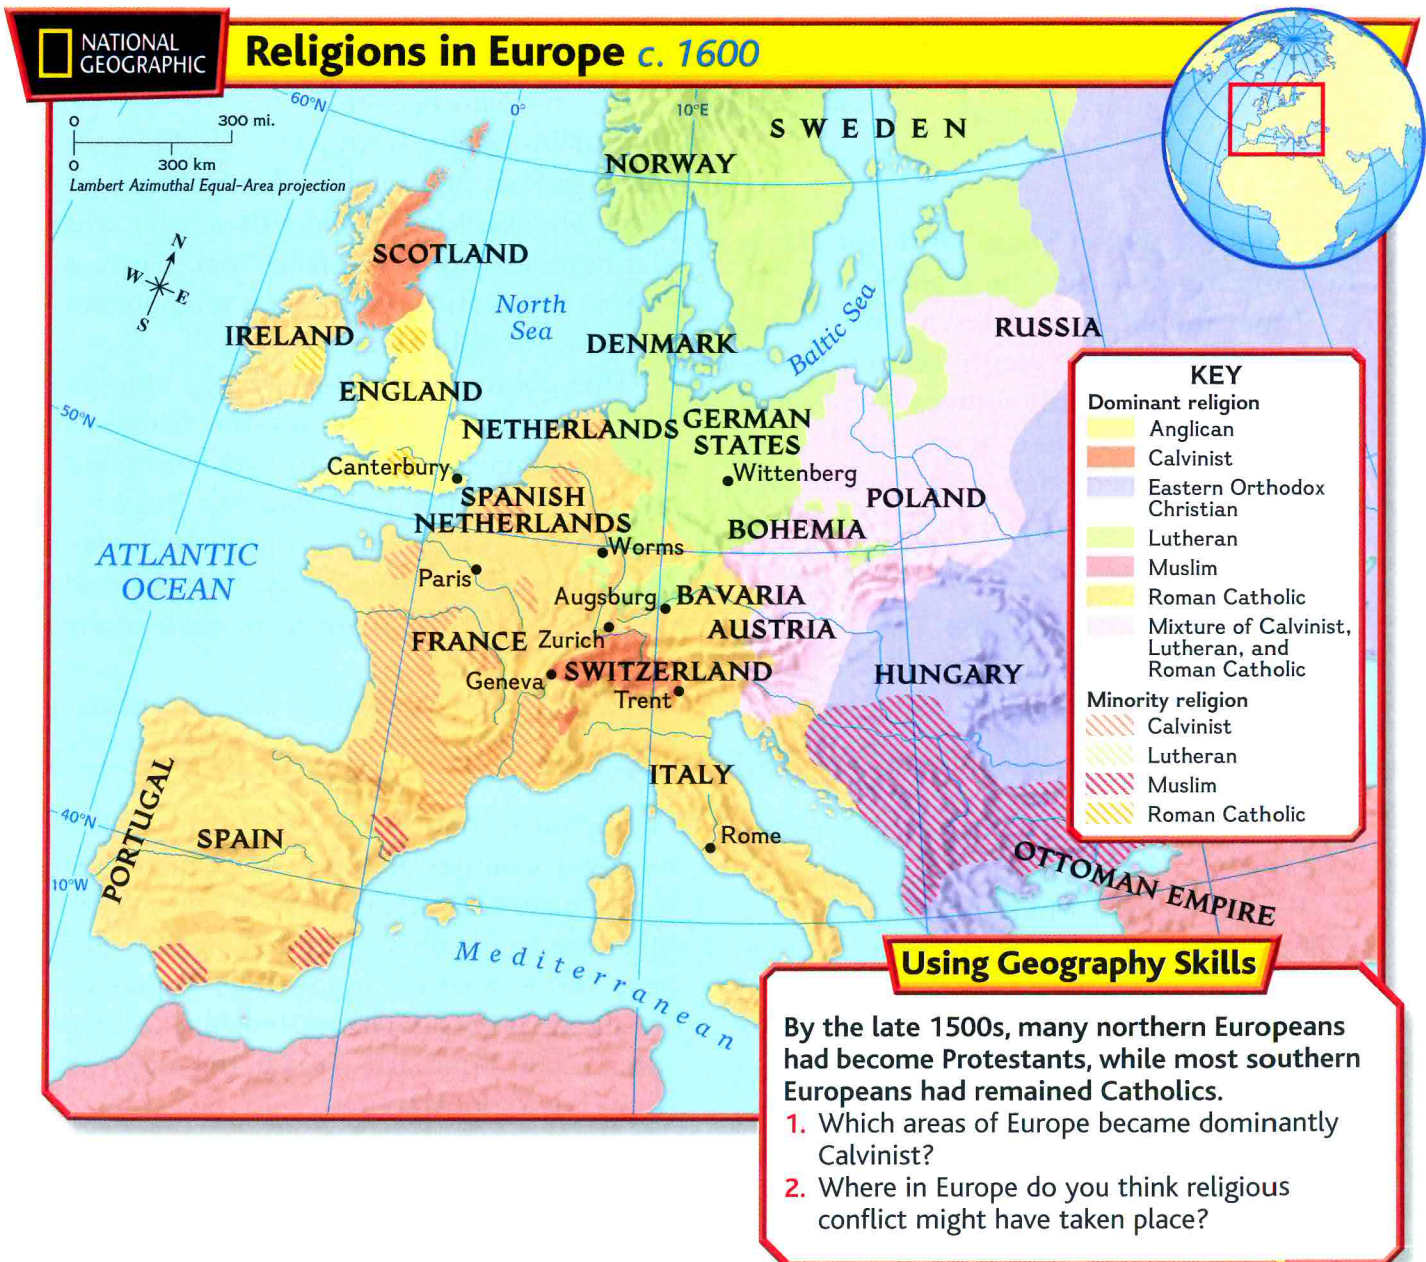 NATIONAL
GEOGRAPHIC
Religions in Europe c. 1600
60°N
0°
10°E
0
300 mi.
0
300 km
Lambert Azimuthal Equal-Area projection
N
W
E
S
SWEDEN
NORWAY
SCOTLAND
North
Sea
IRELAND
DENMARK
Baltic Sea
RUSSIA
ENGLAND
50°N
NETHERLANDS
GERMAN
STATES
Canterbury
Wittenberg
SPANISH
NETHERLANDS
POLAND
BOHEMIA
ATLANTIC
OCEAN
Worms
Paris
Augsburg
BAVARIA
FRANCE
Zurich
AUSTRIA
Geneva
SWITZERLAND
HUNGARY
Trent
PORTUGAL
ITALY
40°N
SPAIN
Rome
10°W
OTTOMAN EMPIRE
Mediterranean
KEY
Dominant religion
Anglican
Calvinist
Eastern Orthodox
Christian
Lutheran
Muslim
Roman Catholic
Mixture of Calvinist,
Lutheran, and
Roman Catholic
Minority religion
Calvinist
Lutheran
Muslim
Roman Catholic
Using Geography Skills
By the late 1500s, many northern Europeans
had become Protestants, while most southern
Europeans had remained Catholics.
1. Which areas of Europe became dominantly
Calvinist?
2. Where in Europe do you think religious
conflict might have taken place?